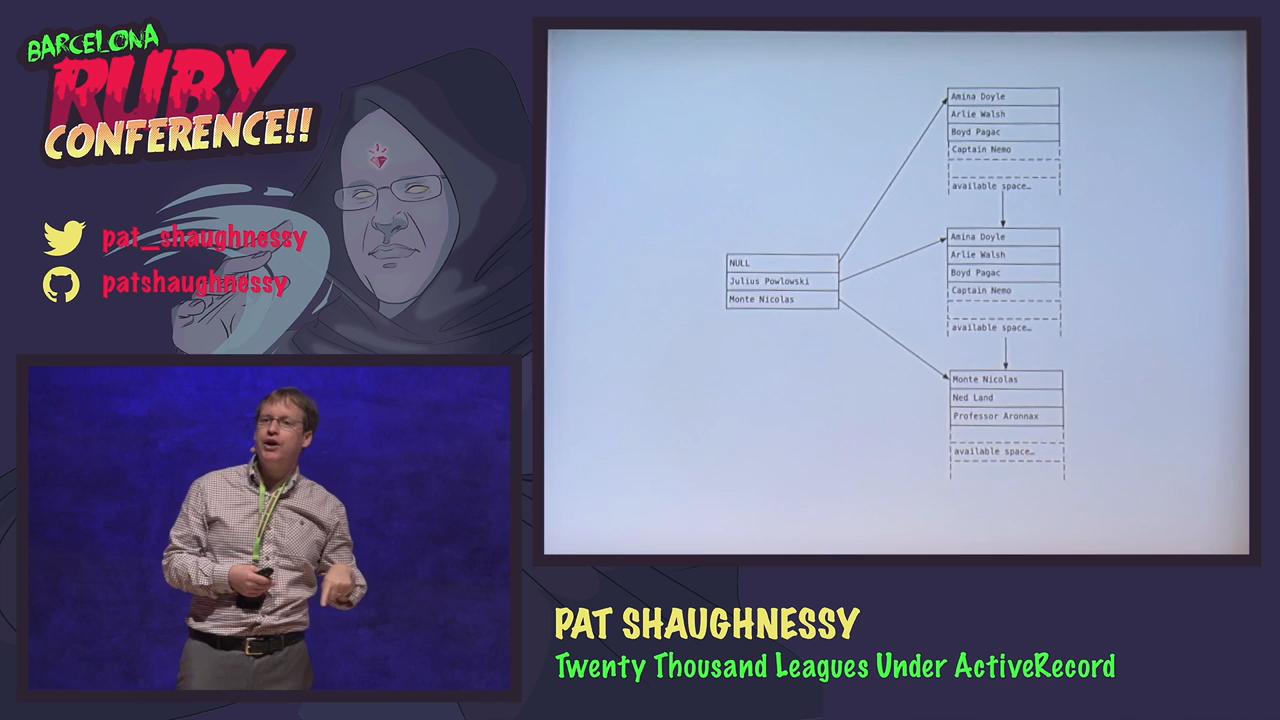 BARCELONA
RUBY
CONFERENCE!!
pat_shaughnessy
patshaughnessy
NULL
Julius Powlowski
Monte Nicolas
Amina Doyle
Arlie Walsh
Boyd Pagac
Captain Nemo
available space…
Amina Doyle
Arlie Walsh
Boyd Pagac
Captain Nemo
available space…
Monte Nicolas
Ned Land
Professor Aronnax
available space…
PAT SHAUGHNESSY
Twenty Thousand Leagues Under ActiveRecord